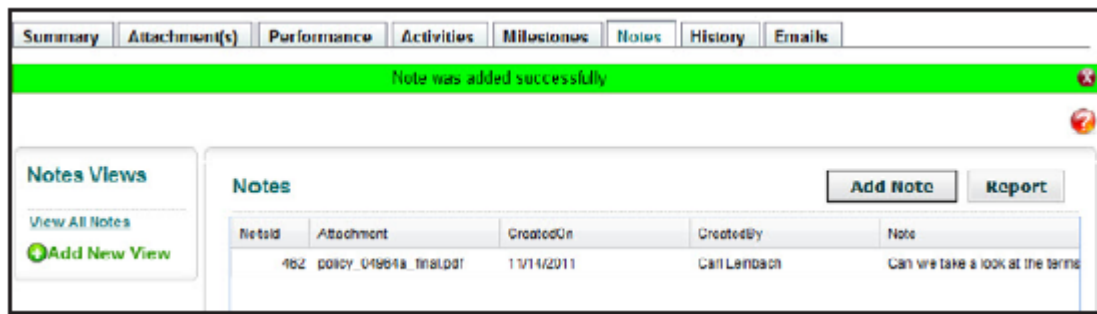 Summary Attachment(s) Performance Activities Milestones Notes History Emails
Note was added successfully
Notes Views
Notes
Add Note Report
View All Notes
Add New View
NotesId Attachment CreatedOn CreatedBy Note
462 policy_04964a_final.pdf 11/14/2011 Carl Leinbach Can we take a look at the terms